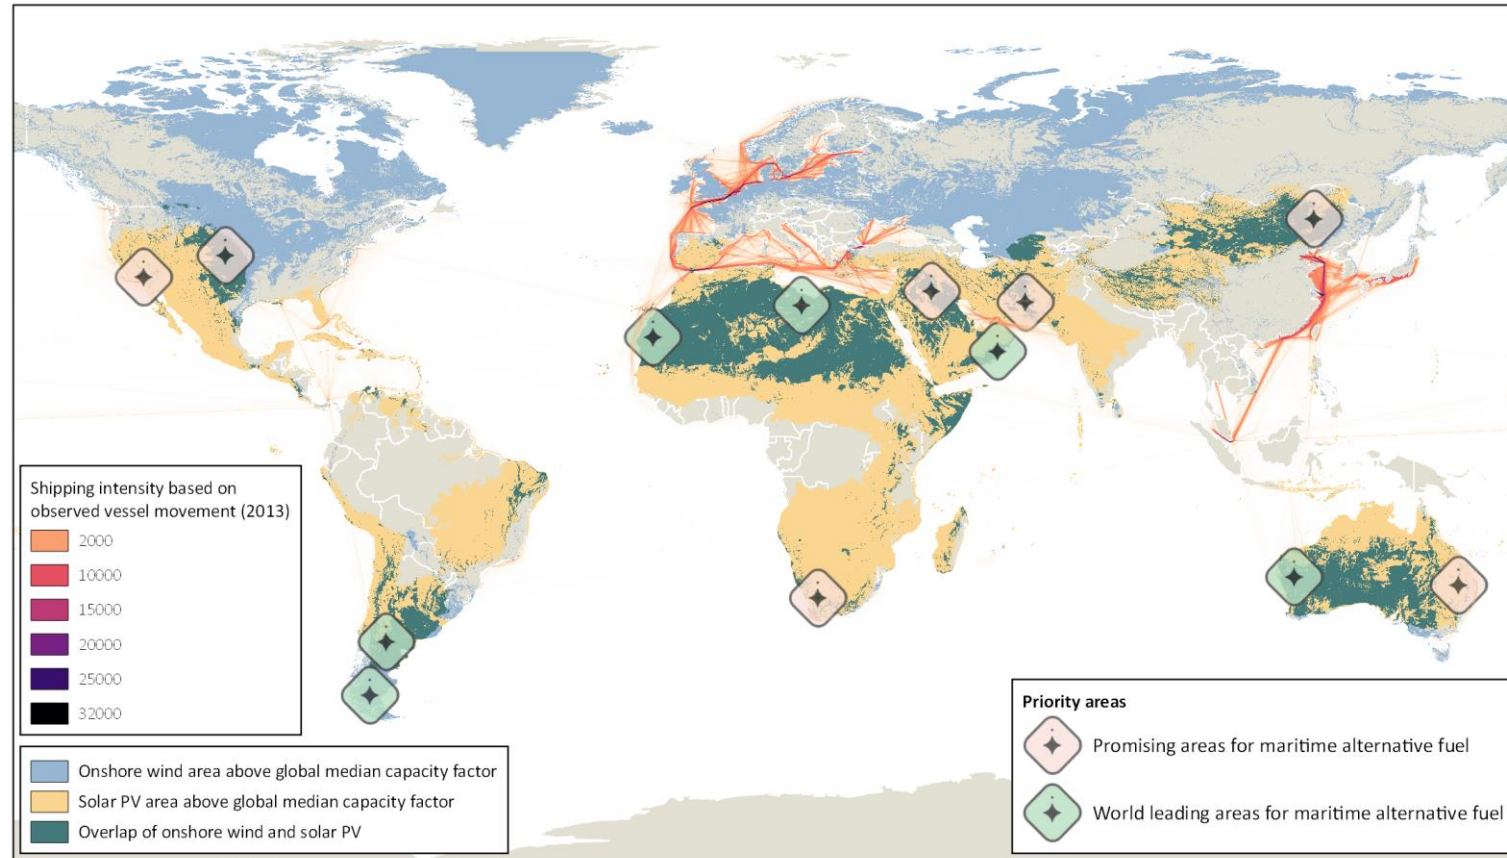 Shipping intensity based on
observed vessel movement (2013)
2000
10000
15000
20000
25000
32000
Onshore wind area above global median capacity factor
Solar PV area above global median capacity factor
Overlap of onshore wind and solar PV
Priority areas
Promising areas for maritime alternative fuel
World leading areas for maritime alternative fuel